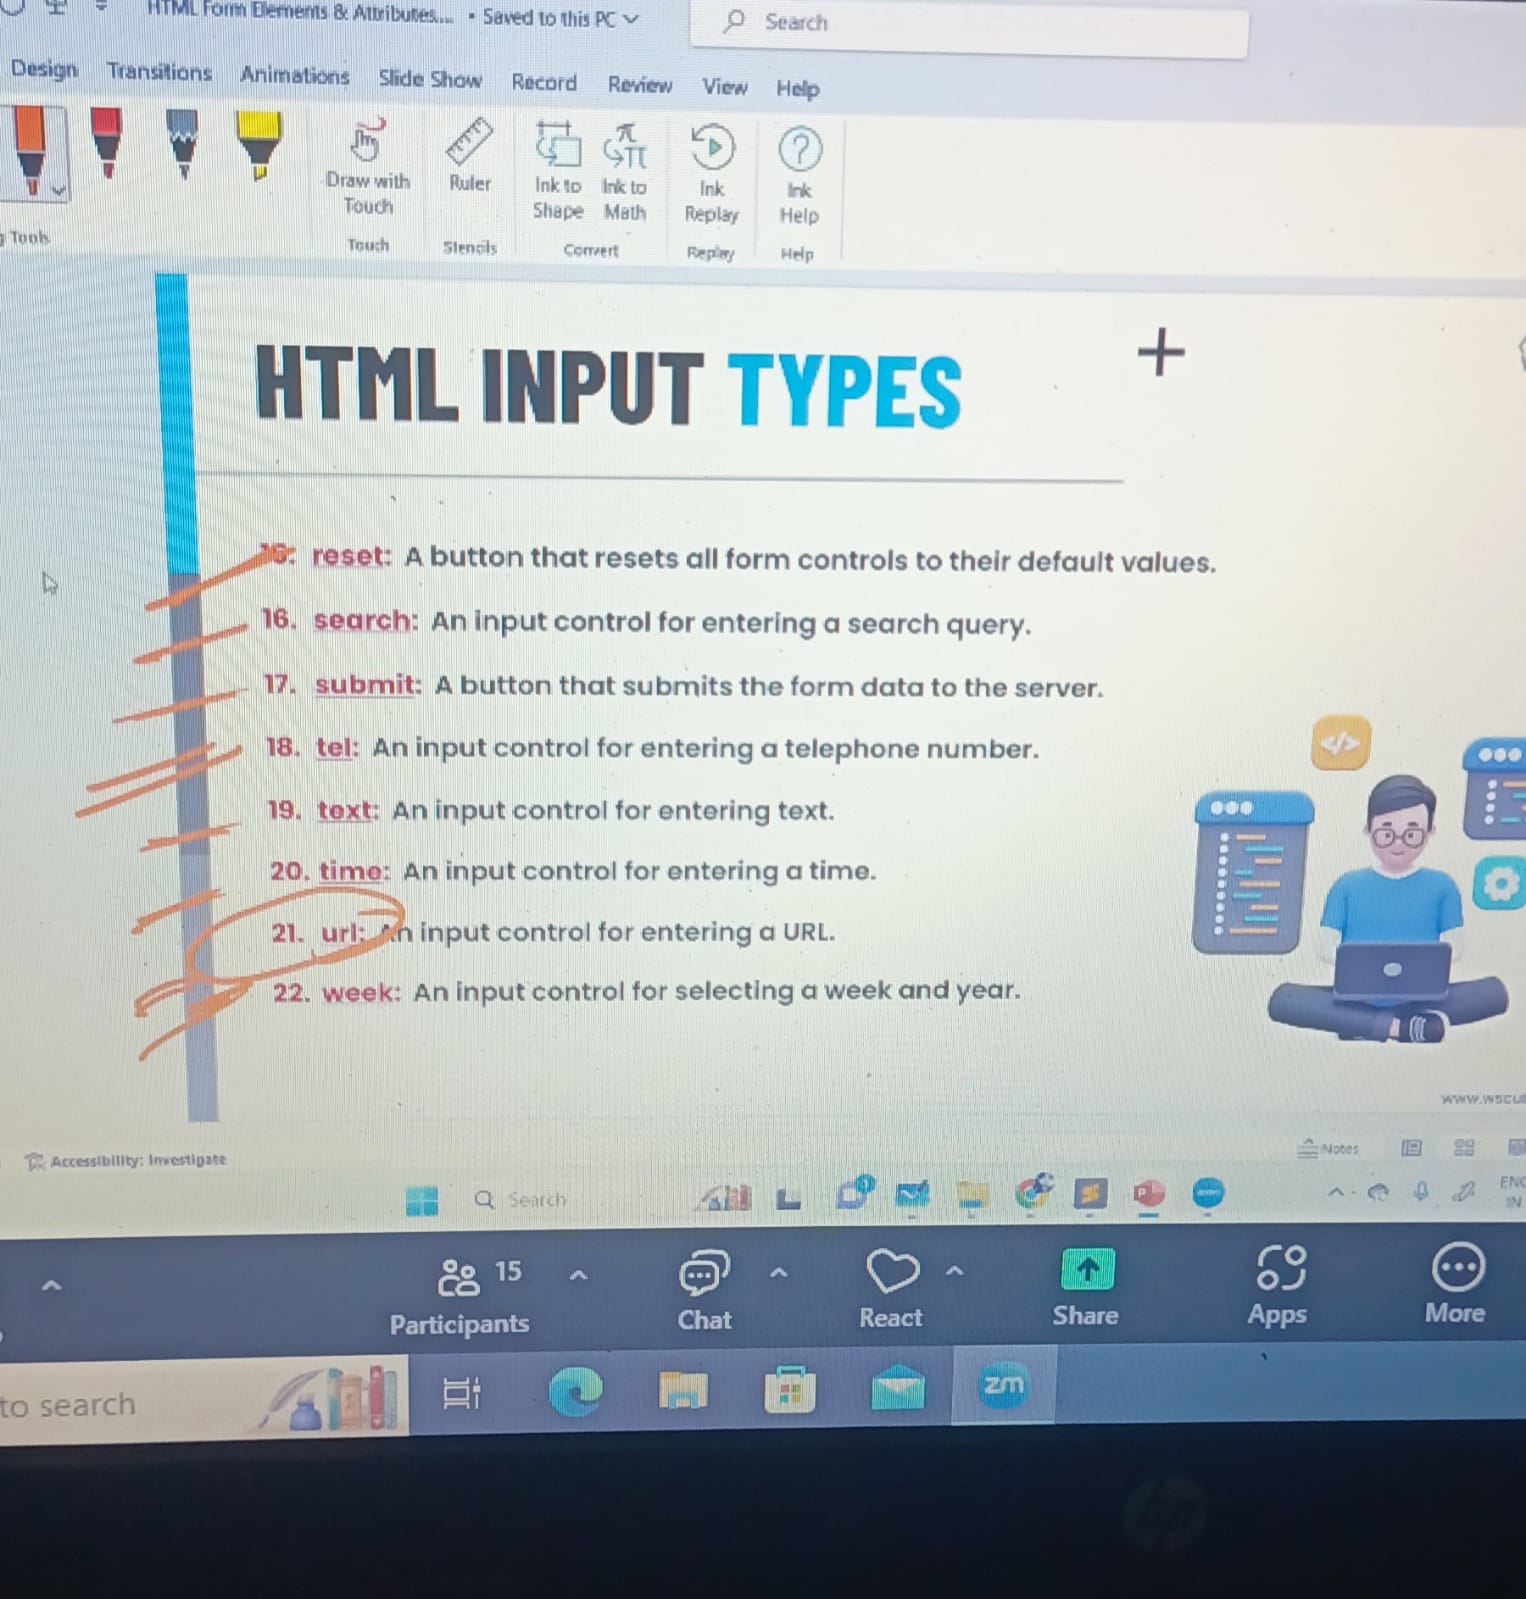 HTML Form Elements & Attributes.... • Saved to this PC
Search
Design Transitions Animations Slide Show Record Review View Help
Draw with Touch
Ruler
Ink to Shape
Ink to Math
Ink Replay
Ink Help
Tools
Touch
Stencils
Convert
Replay
Help
HTML INPUT TYPES
reset: A button that resets all form controls to their default values.
16. search: An input control for entering a search query.
17. submit: A button that submits the form data to the server.
18. tel: An input control for entering a telephone number.
19. text: An input control for entering text.
20. time: An input control for entering a time.
21. url: An input control for entering a URL.
22. week: An input control for selecting a week and year.
</>
Accessibility: Investigate
Notes
Search
IN
15
Participants
Chat
React
Share
Apps
More
to search
zm
hp